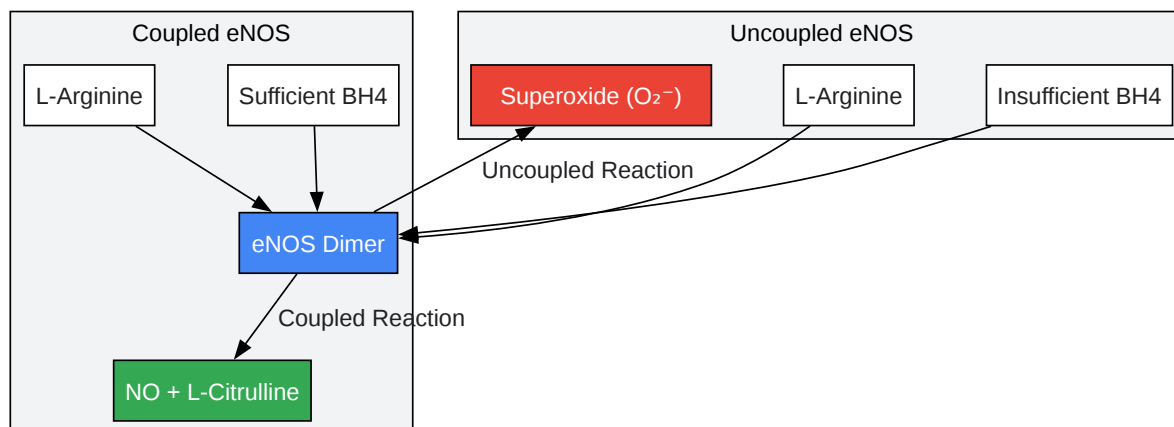 Coupled eNOS
L-Arginine
Sufficient BH4
eNOS Dimer
Coupled Reaction
NO + L-Citrulline
Uncoupled eNOS
Superoxide (O₂⁻)
L-Arginine
Insufficient BH4
Uncoupled Reaction